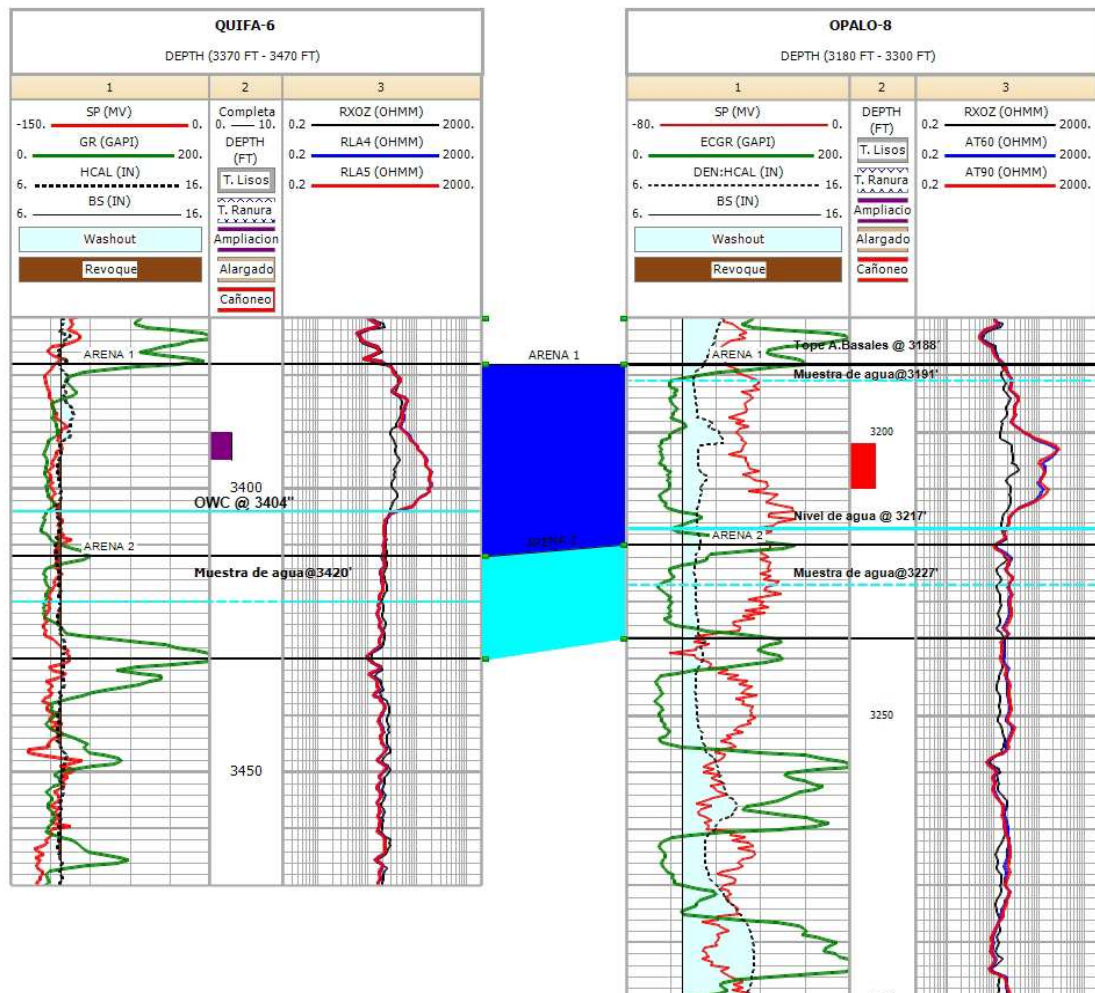 QUIFA-6
DEPTH (3370 FT - 3470 FT)
1 2 3
SP (MV)
-150. 0.
GR (GAPI)
0. 200.
HCAL (IN)
6. 16.
BS (IN)
6. 16.
Washout
Revoque
Completa
0. 10.
DEPTH
(FT)
T. Lisos
T. Ranura
Ampliacion
Alargado
Cañoneo
RXOZ (OHMM)
0.2 2000.
RLA4 (OHMM)
0.2 2000.
RLA5 (OHMM)
0.2 2000.
ARENA 1
3400
OWC @ 3404"
ARENA 2
Muestra de agua@3420'
3450
ARENA 1
ARENA 2
OPALO-8
DEPTH (3180 FT - 3300 FT)
1 2 3
SP (MV)
-80. 0.
ECGR (GAPI)
0. 200.
DEN:HCAL (IN)
6. 16.
BS (IN)
6. 16.
Washout
Revoque
DEPTH
(FT)
T. Lisos
T. Ranura
Ampliacio
Alargado
Cañoneo
RXOZ (OHMM)
0.2 2000.
AT60 (OHMM)
0.2 2000.
AT90 (OHMM)
0.2 2000.
Tope A.Basales @ 3188'
ARENA 1
Muestra de agua@3191'
3200
Nivel de agua @ 3217'
ARENA 2
Muestra de agua@3227'
3250